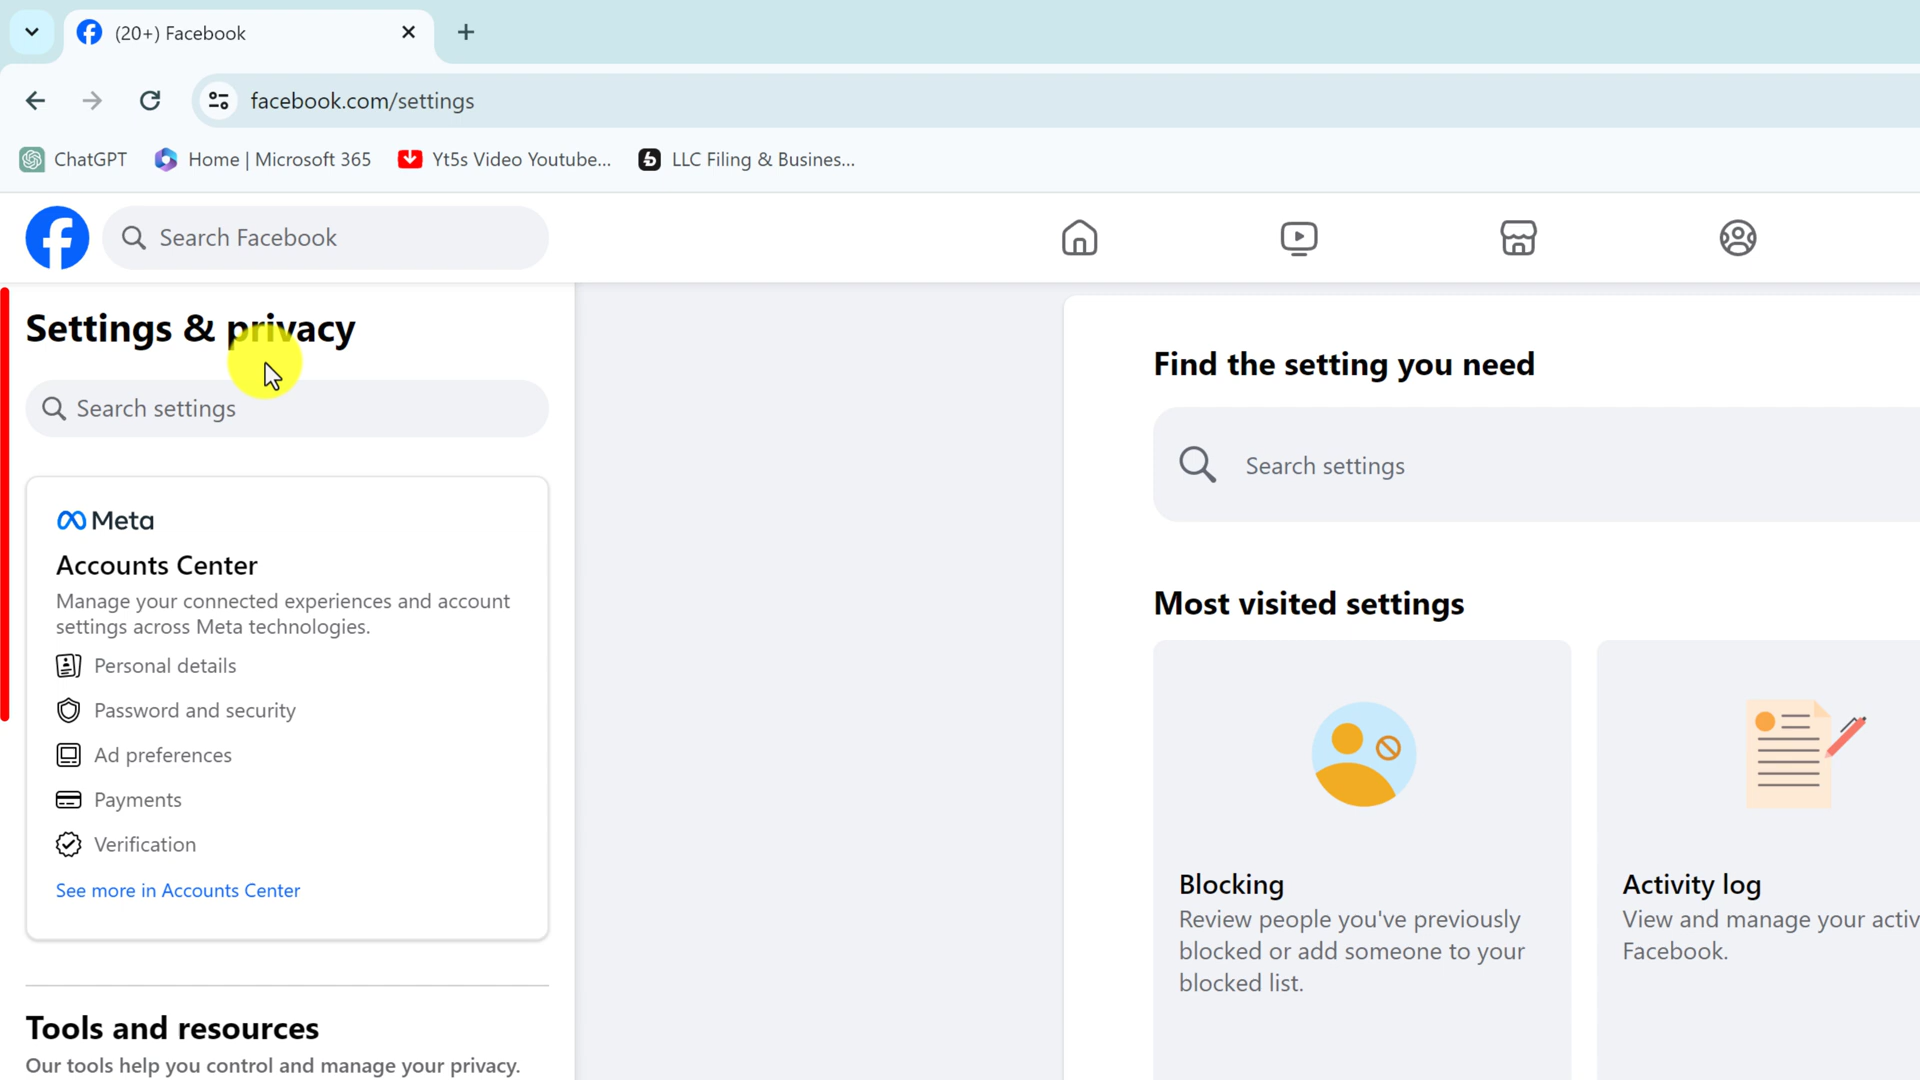 (20+) Facebook
facebook.com/settings
ChatGPT
Home | Microsoft 365
Yt5s Video Youtube...
LLC Filing & Busines...
Search Facebook
Settings & privacy
Search settings
Meta
Accounts Center
Manage your connected experiences and account
settings across Meta technologies.
Personal details
Password and security
Ad preferences
Payments
Verification
See more in Accounts Center
Tools and resources
Our tools help you control and manage your privacy.
Find the setting you need
Search settings
Most visited settings
Blocking
Review people you've previously
blocked or add someone to your
blocked list.
Activity log
View and manage your activ
Facebook.